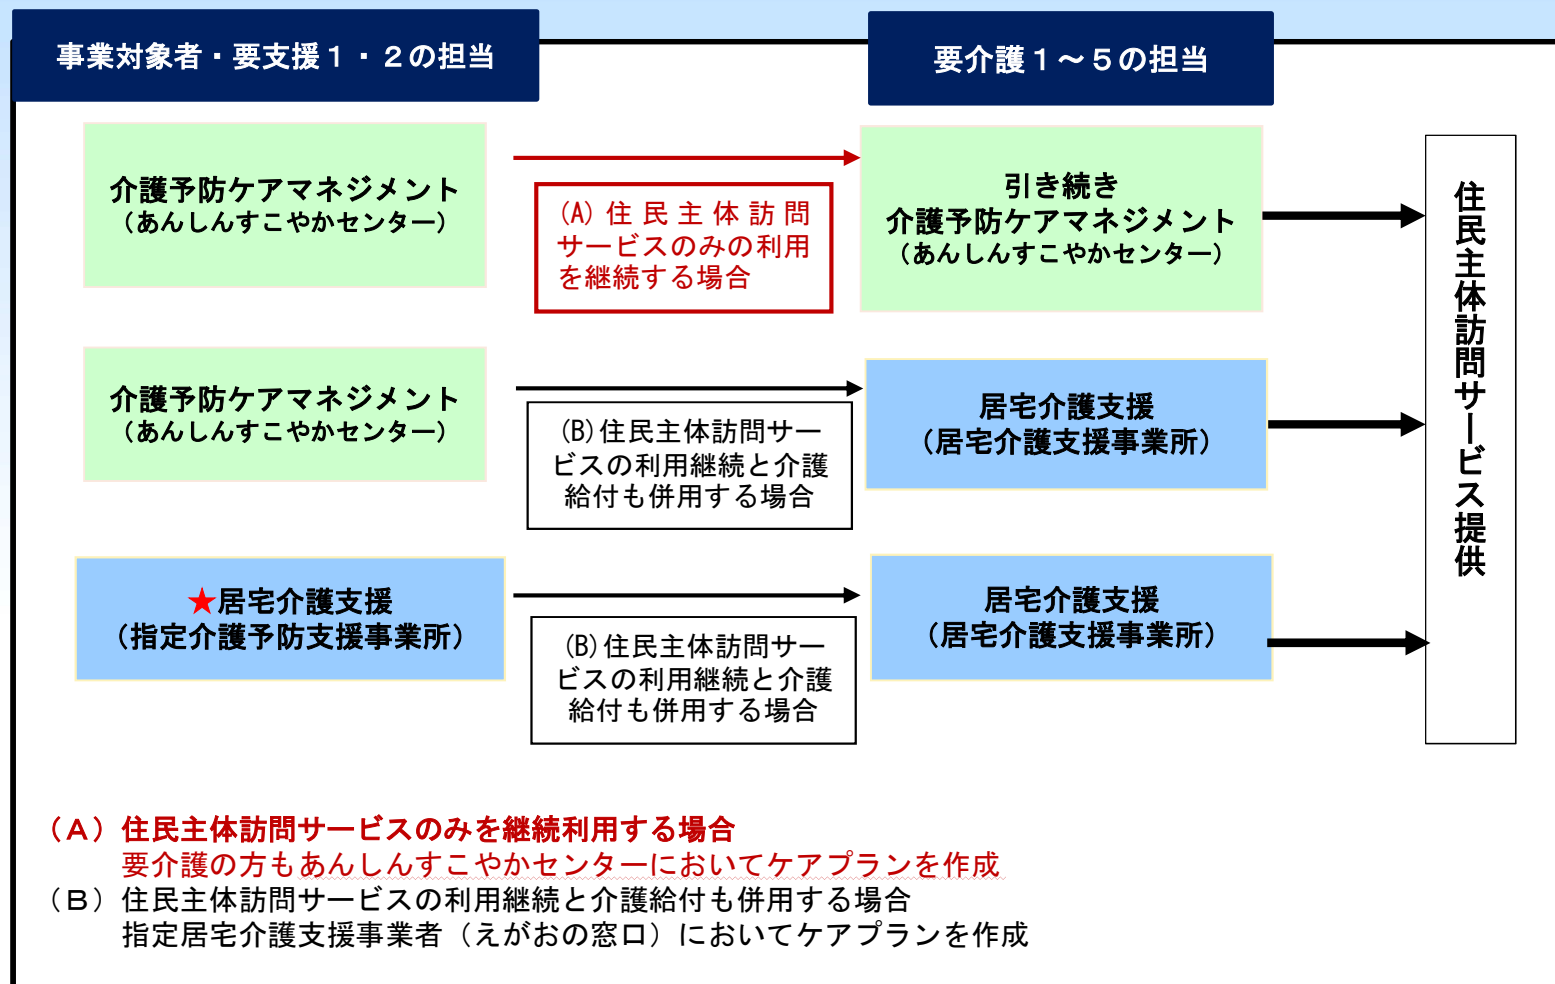 事業対象者・要支援１・２の担当
要介護１～５の担当
介護予防ケアマネジメント
（あんしんすこやかセンター）
(A)住民主体訪問
サービスのみの利用
を継続する場合
引き続き
介護予防ケアマネジメント
（あんしんすこやかセンター）
介護予防ケアマネジメント
（あんしんすこやかセンター）
(B)住民主体訪問サー
ビスの利用継続と介護
給付も併用する場合
居宅介護支援
（居宅介護支援事業所）
★居宅介護支援
（指定介護予防支援事業所）
(B)住民主体訪問サー
ビスの利用継続と介護
給付も併用する場合
居宅介護支援
（居宅介護支援事業所）
住民主体訪問サービス提供
（Ａ）住民主体訪問サービスのみを継続利用する場合
要介護の方もあんしんすこやかセンターにおいてケアプランを作成
（Ｂ）住民主体訪問サービスの利用継続と介護給付も併用する場合
指定居宅介護支援事業者（えがおの窓口）においてケアプランを作成